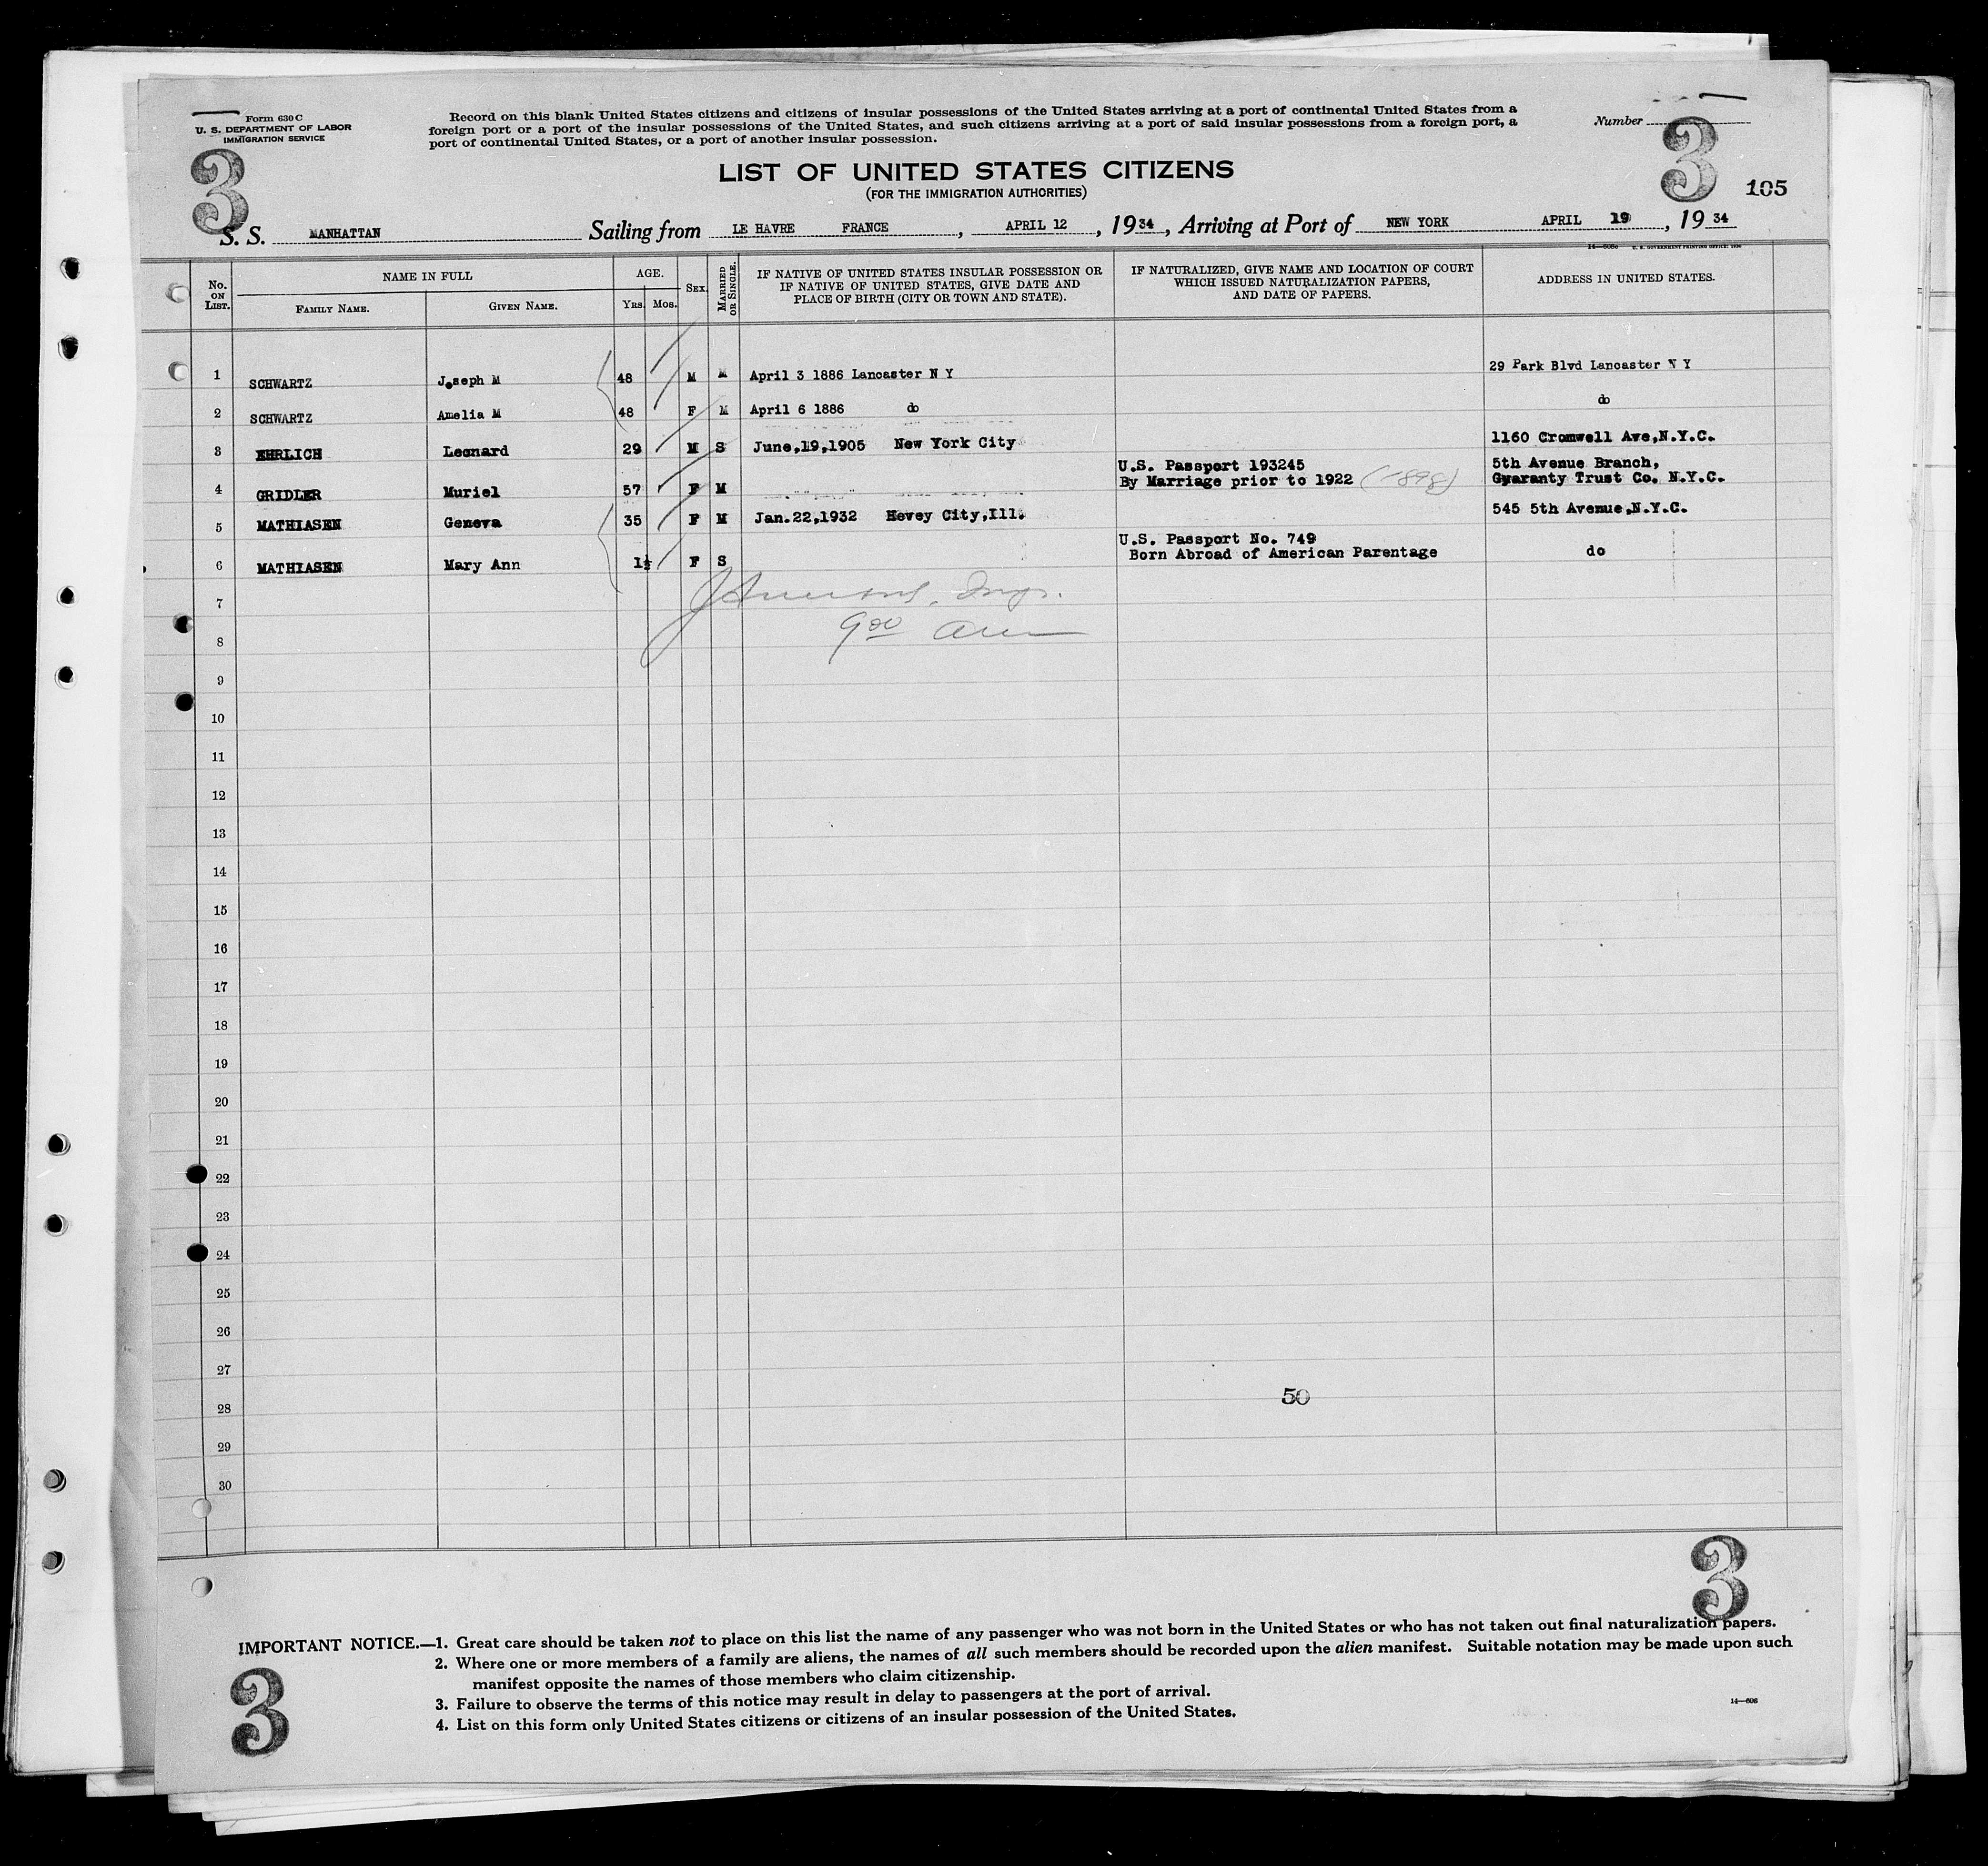 Form 630 C
U. S. DEPARTMENT OF LABOR
IMMIGRATION SERVICE
Record on this blank United States citizens and citizens of insular possessions of the United States arriving at a port of continental United States from a
foreign port or a port of the insular possessions of the United States, and such citizens arriving at a port of said insular possessions from a foreign port, a
port of continental United States, or a port of another insular possession.
Number
3
3
105
LIST OF UNITED STATES CITIZENS
(FOR THE IMMIGRATION AUTHORITIES)
S. S. MANHATTAN Sailing from LE HAVRE FRANCE, APRIL 12, 1934, Arriving at Port of NEW YORK APRIL 19, 1934
No. ON LIST. NAME IN FULL FAMILY NAME. GIVEN NAME. AGE. YRS. MOS. SEX. MARRIED OR SINGLE. IF NATIVE OF UNITED STATES INSULAR POSSESSION OR IF NATIVE OF UNITED STATES, GIVE DATE AND PLACE OF BIRTH (CITY OR TOWN AND STATE). IF NATURALIZED, GIVE NAME AND LOCATION OF COURT WHICH ISSUED NATURALIZATION PAPERS, AND DATE OF PAPERS. ADDRESS IN UNITED STATES.
1 SCHWARTZ Joseph M 48 M M April 3 1886 Lancaster N Y 29 Park Blvd Lancaster N Y
2 SCHWARTZ Amelia M 48 F M April 6 1886 do do
3 EHRLICH Leonard 29 M S June,19,1905 New York City 1160 Cromwell Ave,N.Y.C.
4 GRIDLER Muriel 57 F M U.S. Passport 193245 By Marriage prior to 1922 (1898) 5th Avenue Branch, Guaranty Trust Co. N.Y.C.
5 MATHIASEN Geneva 35 F M Jan.22,1932 Hevey City,Ill. 545 5th Avenue,N.Y.C.
6 MATHIASEN Mary Ann 1½ F S U.S. Passport No. 749 Born Abroad of American Parentage do
7
8 9 00 am
9
10
11
12
13
14
15
16
17
18
19
20
21
22
23
24
25
26
27
28 50
29
30
3
IMPORTANT NOTICE.—1. Great care should be taken not to place on this list the name of any passenger who was not born in the United States or who has not taken out final naturalization papers.
2. Where one or more members of a family are aliens, the names of all such members should be recorded upon the alien manifest. Suitable notation may be made upon such
manifest opposite the names of those members who claim citizenship.
3. Failure to observe the terms of this notice may result in delay to passengers at the port of arrival.
4. List on this form only United States citizens or citizens of an insular possession of the United States.
14—606
3